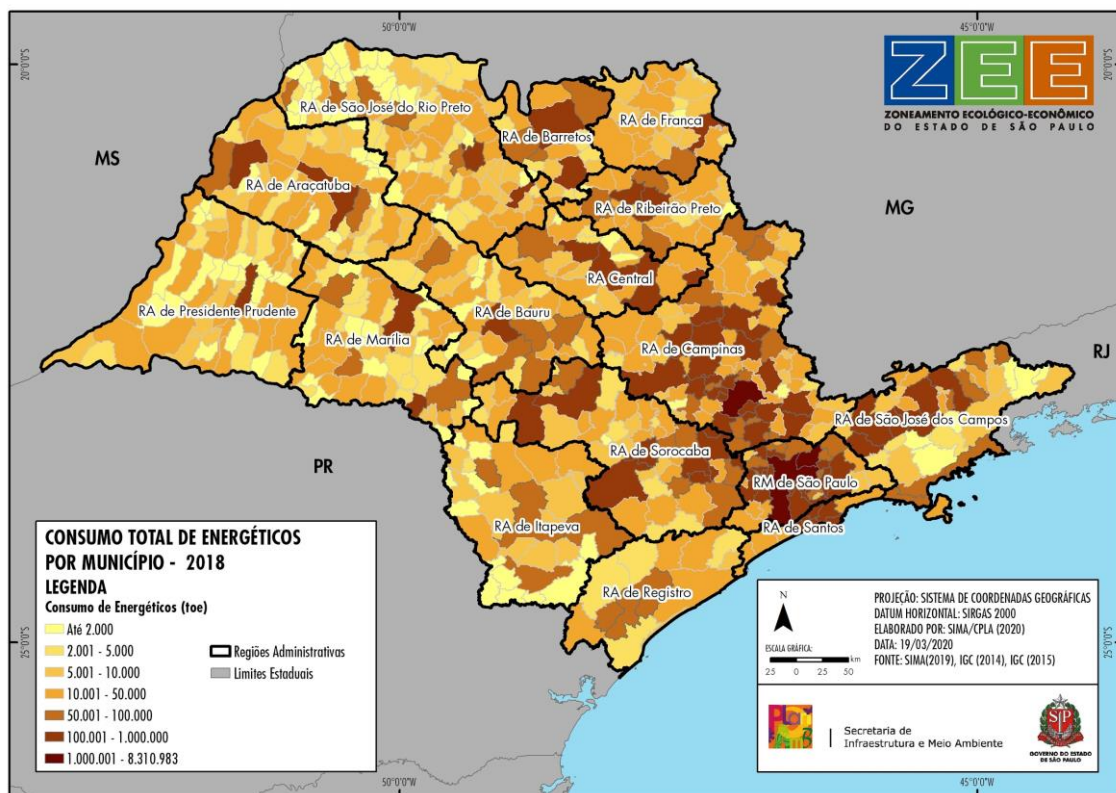 50°0'0"W
45°0'0"W
20°0'0"S
20°0'0"S
ZEE
ZONEAMENTO ECOLÓGICO-ECONÔMICO
DO ESTADO DE SÃO PAULO
RA de São José do Rio Preto
RA de Barretos
RA de Franca
MS
RA de Araçatuba
RA de Ribeirão Preto
MG
RA Central
RA de Presidente Prudente
RA de Bauru
RA de Marília
RA de Campinas
RJ
RA de São José dos Campos
RA de Sorocaba
PR
RM de São Paulo
RA de Itapeva
RA de Santos
RA de Registro
CONSUMO TOTAL DE ENERGÉTICOS
POR MUNICÍPIO - 2018
LEGENDA
Consumo de Energéticos (toe)
Até 2.000
2.001 - 5.000
5.001 - 10.000
10.001 - 50.000
50.001 - 100.000
100.001 - 1.000.000
1.000.001 - 8.310.983
Regiões Administrativas
Limites Estaduais
N
ESCALA GRÁFICA:
25 0 25 50 km
PROJEÇÃO: SISTEMA DE COORDENADAS GEOGRÁFICAS
DATUM HORIZONTAL: SIRGAS 2000
ELABORADO POR: SIMA/CPLA (2020)
DATA: 19/03/2020
FONTE: SIMA(2019), IGC (2014), IGC (2015)
Secretaria de
Infraestrutura e Meio Ambiente
SP
GOVERNO DO ESTADO
DE SÃO PAULO
25°0'0"S
25°0'0"S
50°0'0"W
45°0'0"W